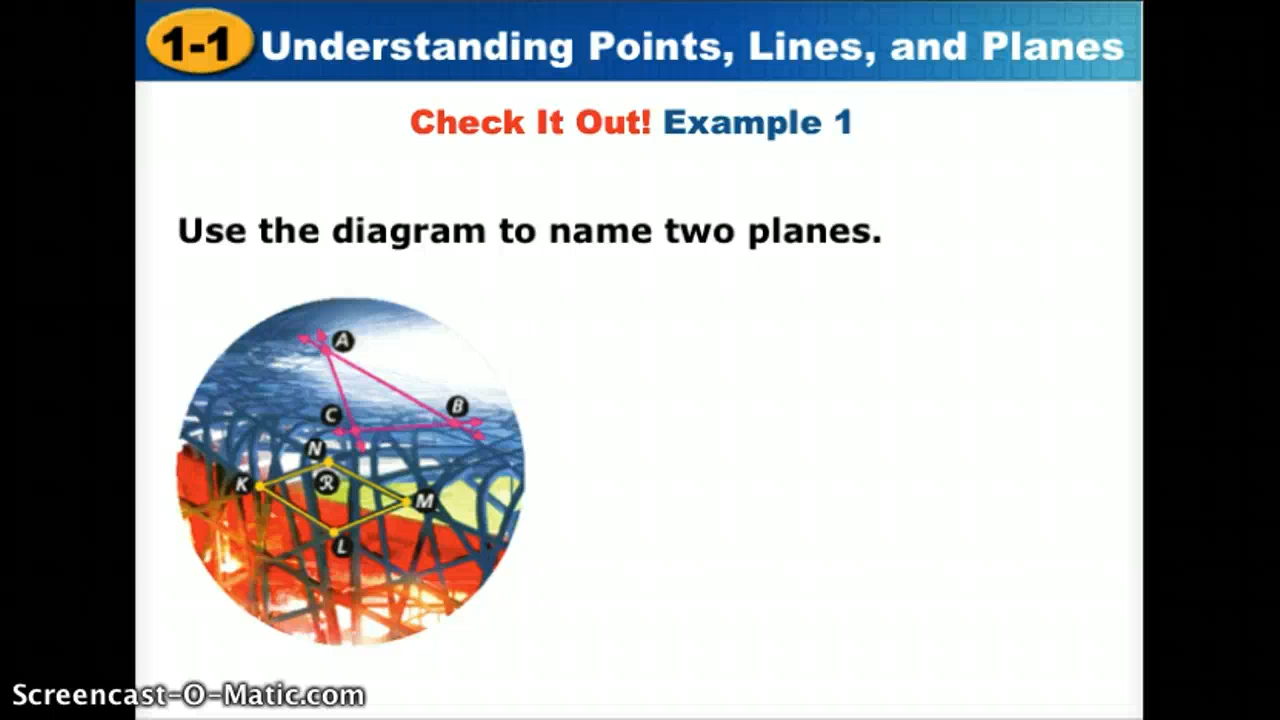 1-1 Understanding Points, Lines, and Planes
Check It Out! Example 1
Use the diagram to name two planes.
A
B
C
N
K
ℛ
M
L
Screencast-O-Matic.com